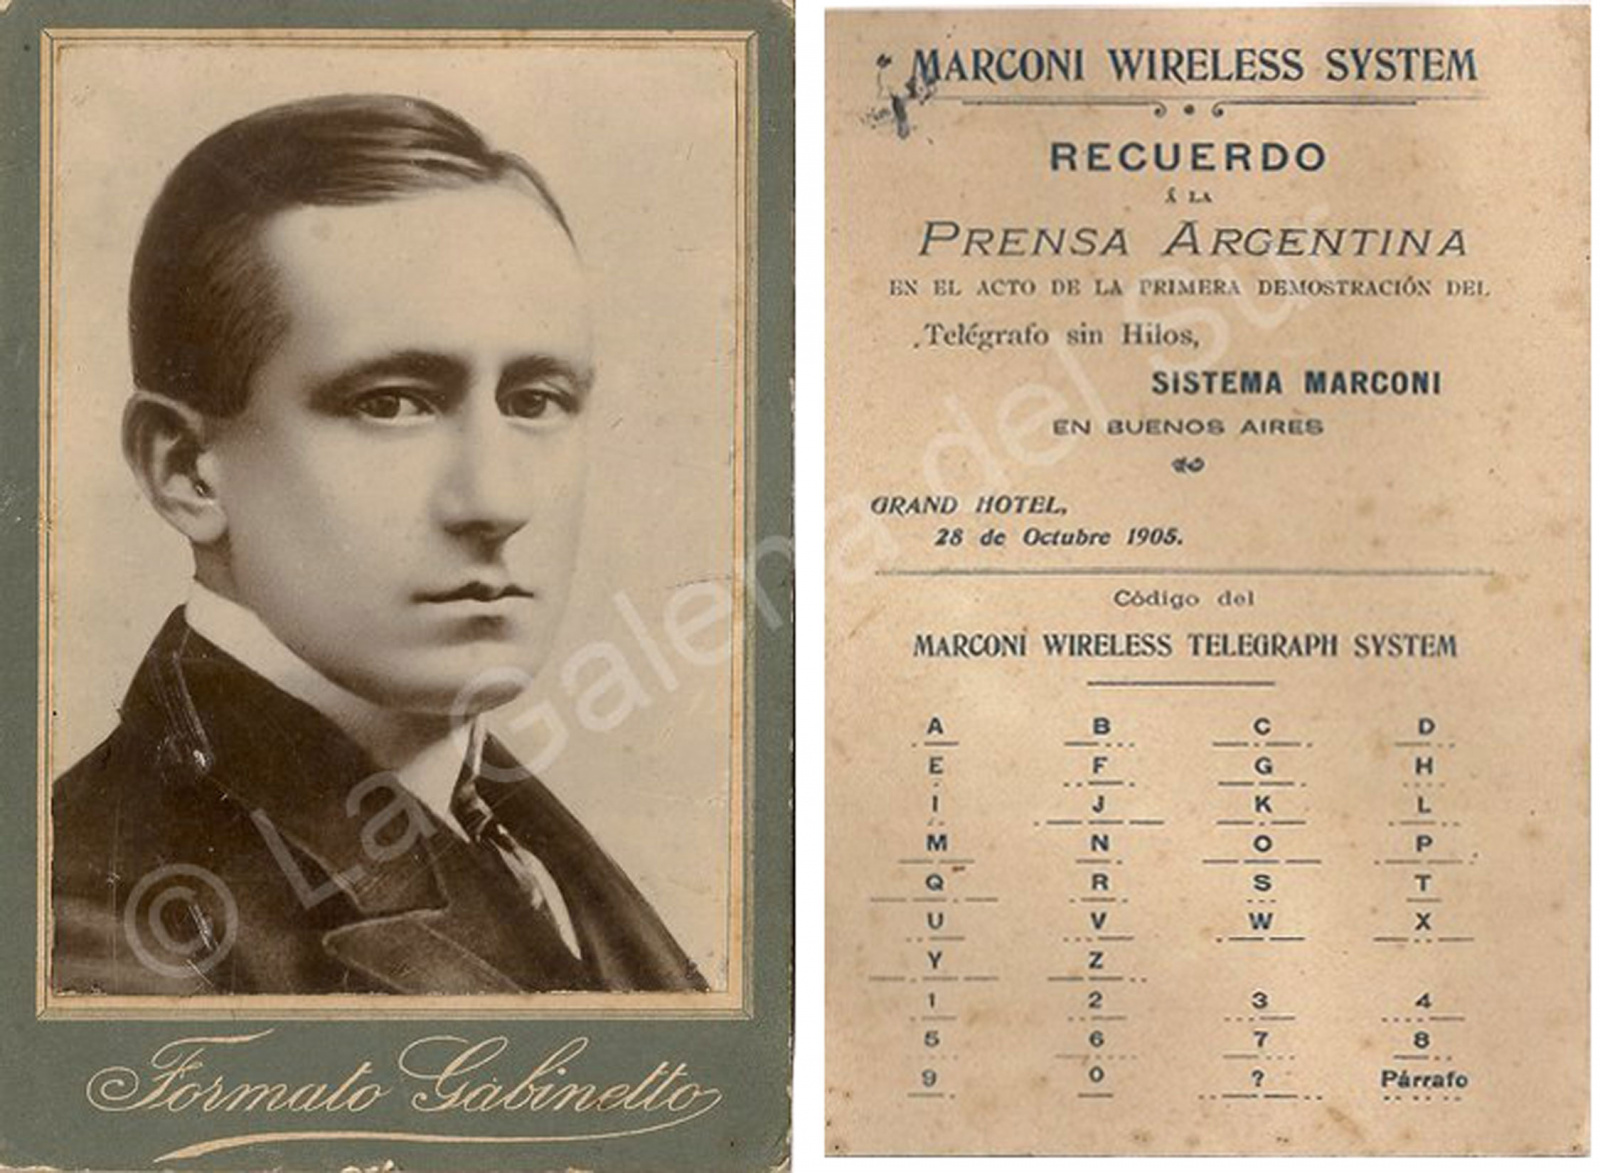 Formato Gabinetto
MARCONI WIRELESS SYSTEM
RECUERDO
Á LA
PRENSA ARGENTINA
EN EL ACTO DE LA PRIMERA DEMOSTRACIÓN DEL
Telégrafo sin Hilos,
SISTEMA MARCONI
EN BUENOS AIRES
GRAND HOTEL,
28 de Octubre 1905.
Código del
MARCONI WIRELESS TELEGRAPH SYSTEM
A B C D
E F G H
I J K L
M N O P
Q R S T
U V W X
Y Z
1 2 3 4
5 6 7 8
9 0 ? Párrafo
© La Galena del Sur